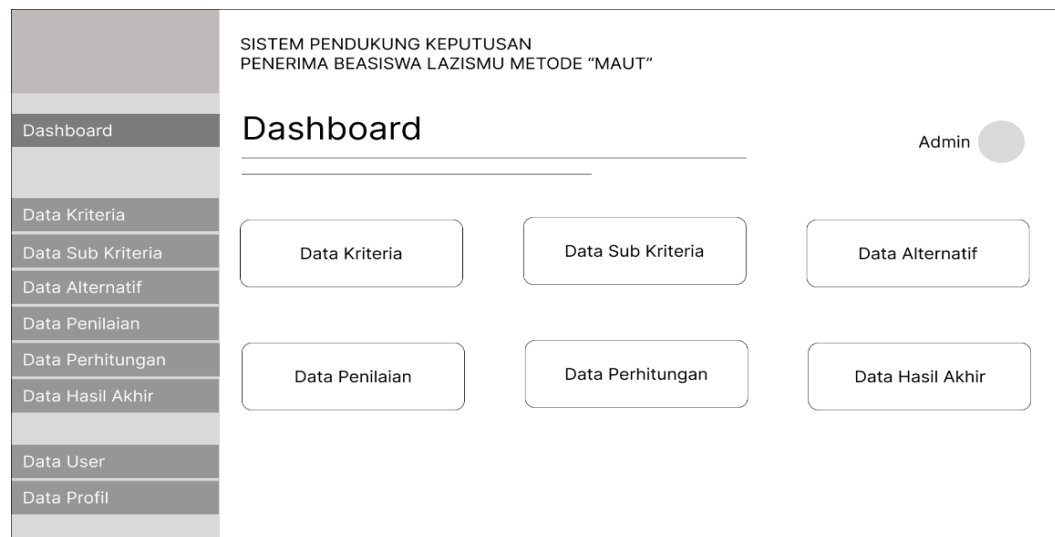 SISTEM PENDUKUNG KEPUTUSAN
PENERIMA BEASISWA LAZISMU METODE “MAUT”
Dashboard
Dashboard
Admin
Data Kriteria
Data Sub Kriteria
Data Alternatif
Data Penilaian
Data Perhitungan
Data Hasil Akhir
Data User
Data Profil
Data Kriteria
Data Sub Kriteria
Data Alternatif
Data Penilaian
Data Perhitungan
Data Hasil Akhir